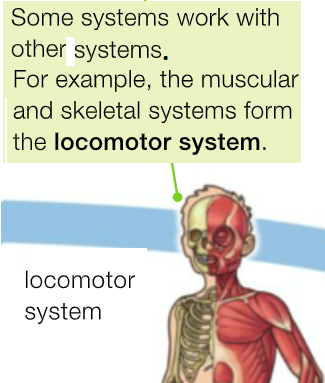 Some systems work with
other systems.
For example, the muscular
and skeletal systems form
the locomotor system.
locomotor
system